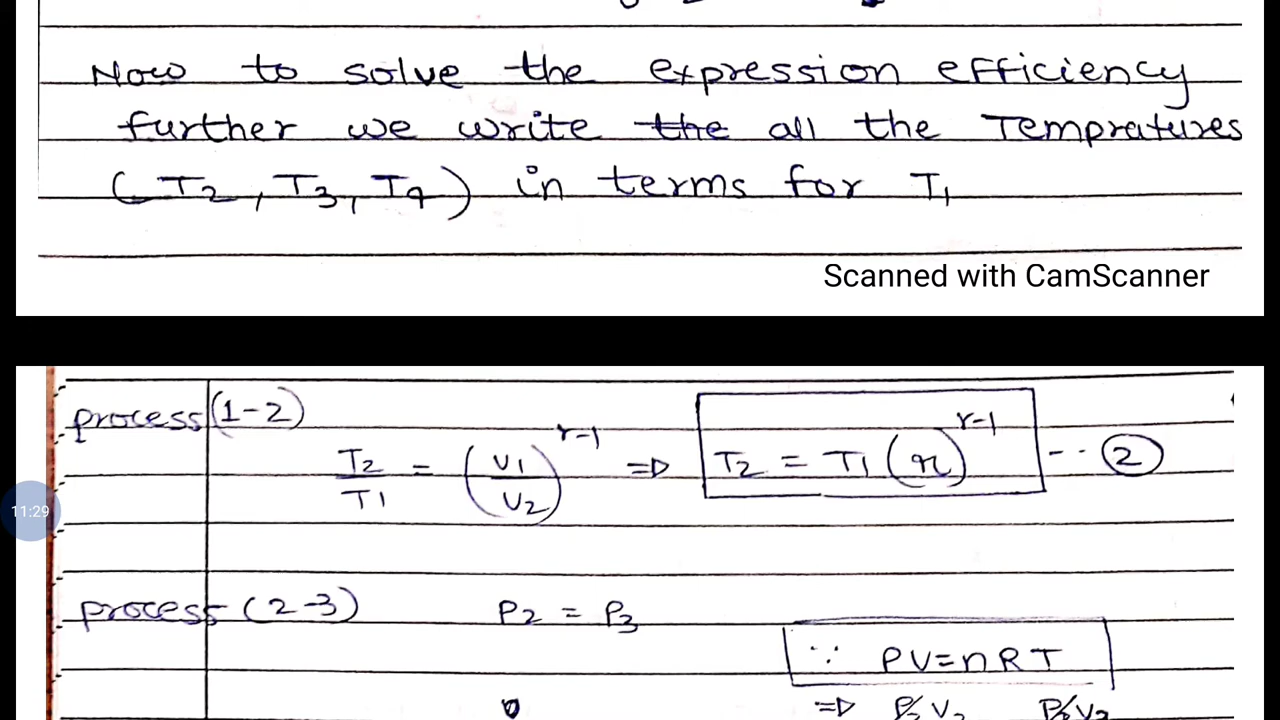 Now to solve the expression efficiency
further we write the all the Tempratures
(T2, T3, T4) in terms for T1
Scanned with CamScanner
process (1-2)
T2/T1 = (V1/V2)^r-1 => T2 = T1 (r)^r-1 --- 2
11:29
process (2-3) P2 = P3
∵ PV=nRT
=> P2V2 P3V3